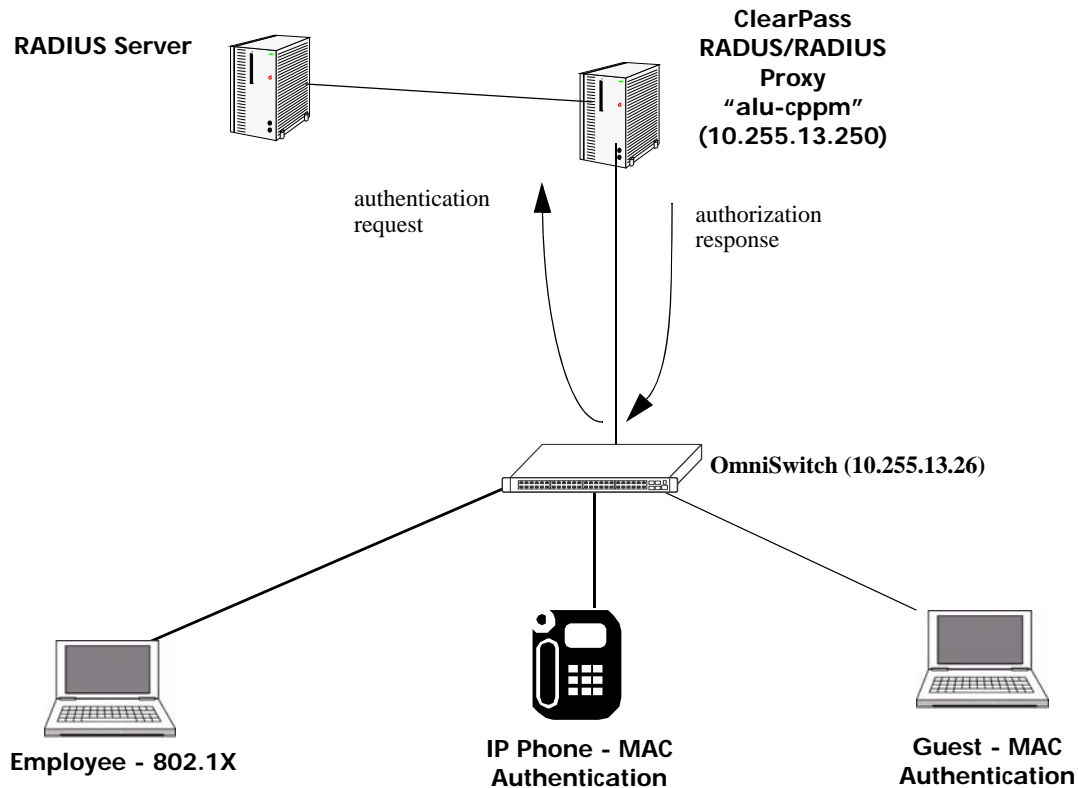 RADIUS Server
ClearPass
RADUS/RADIUS
Proxy
“alu-cppm”
(10.255.13.250)
authentication
request
authorization
response
OmniSwitch (10.255.13.26)
Employee - 802.1X
IP Phone - MAC
Authentication
Guest - MAC
Authentication